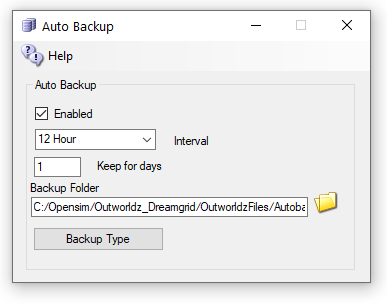 Auto Backup
Help
Auto Backup
Enabled
12 Hour Interval
1 Keep for days
Backup Folder
C:/Opensim/Outworldz_Dreamgrid/OutworldzFiles/Autoba
Backup Type